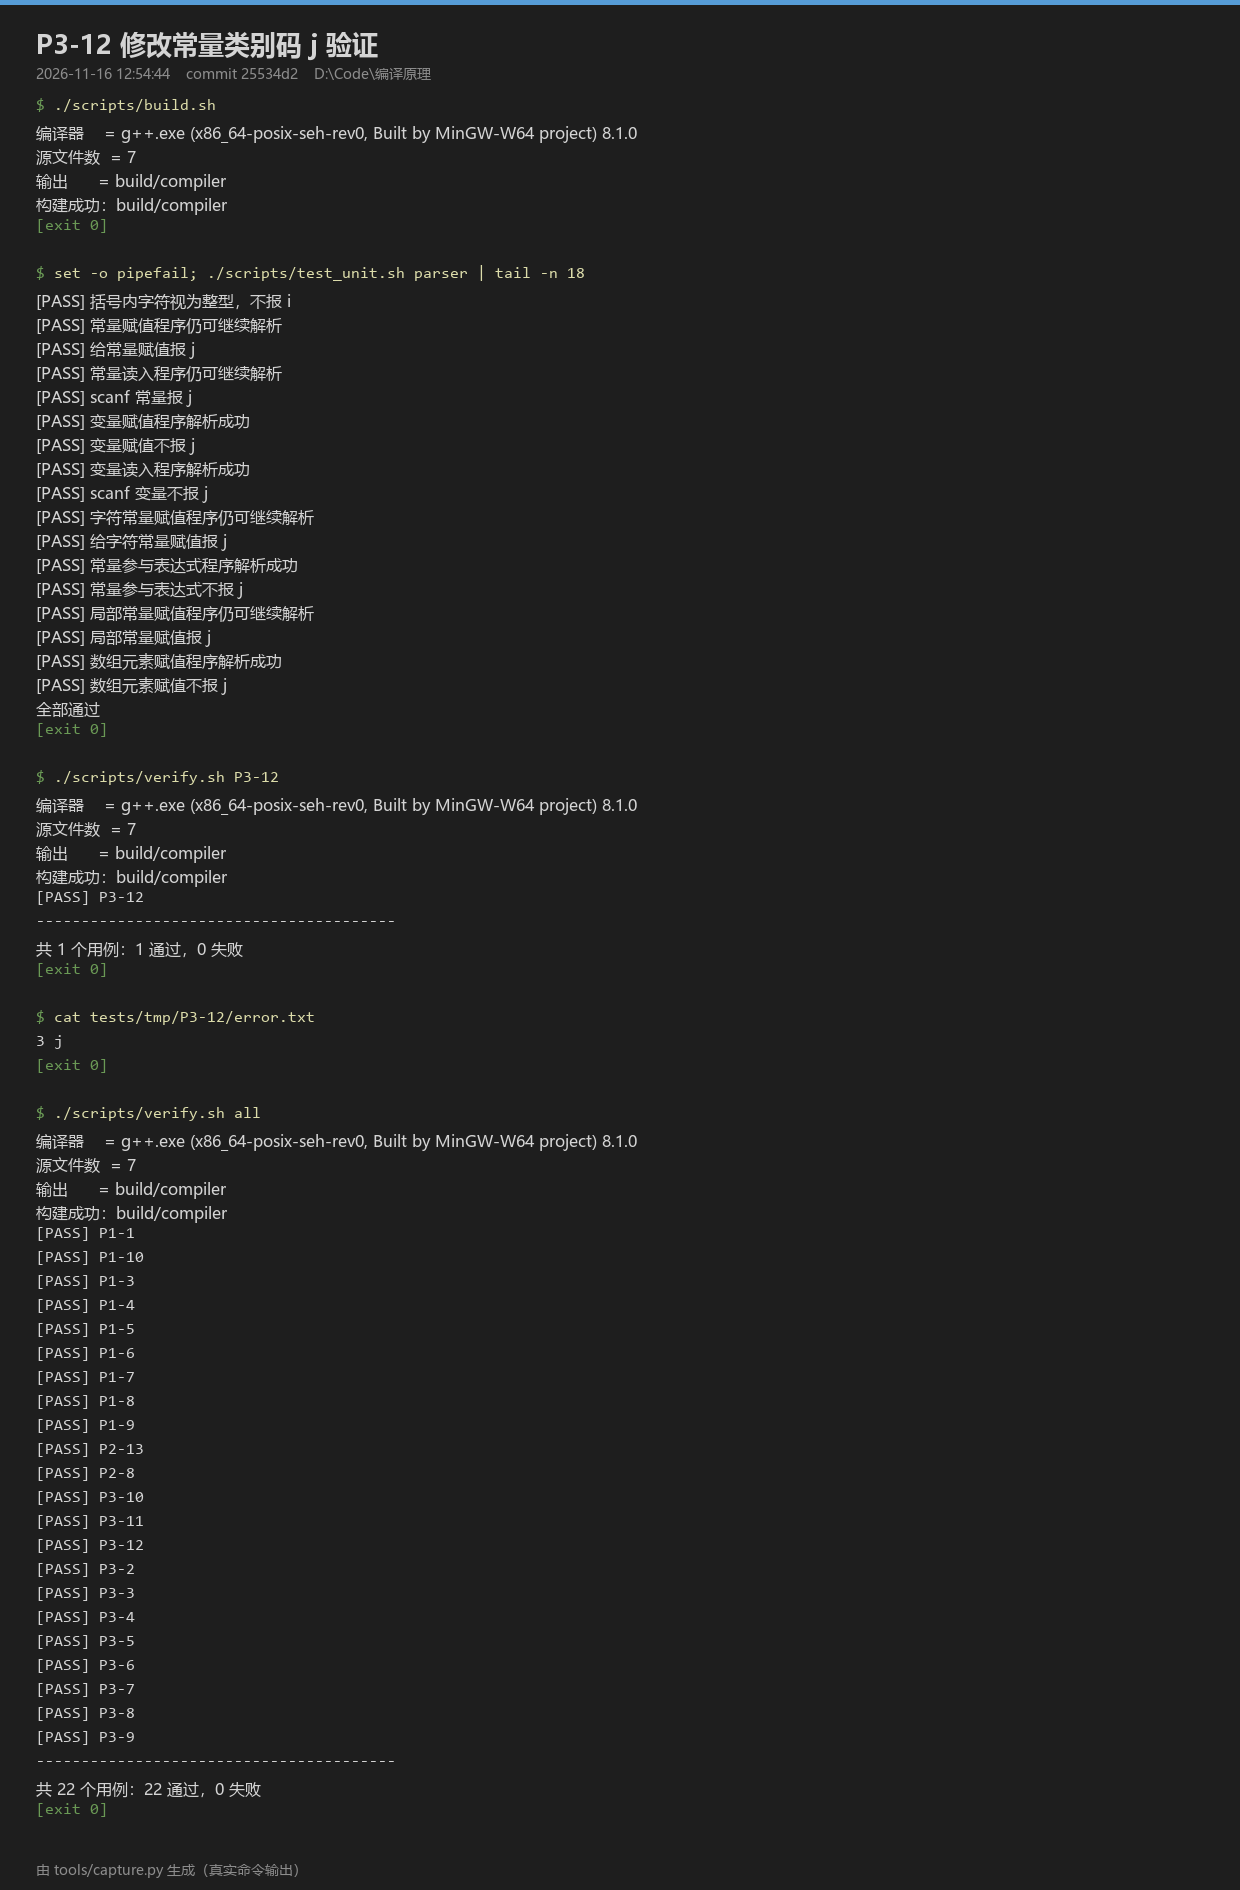 P3-12 修改常量类别码 j 验证
2026-11-16 12:54:44 commit 25534d2 D:\Code\编译原理
$ ./scripts/build.sh
编译器 = g++.exe (x86_64-posix-seh-rev0, Built by MinGW-W64 project) 8.1.0
源文件数 = 7
输出 = build/compiler
构建成功：build/compiler
[exit 0]
$ set -o pipefail; ./scripts/test_unit.sh parser | tail -n 18
[PASS] 括号内字符视为整型，不报 i
[PASS] 常量赋值程序仍可继续解析
[PASS] 给常量赋值报 j
[PASS] 常量读入程序仍可继续解析
[PASS] scanf 常量报 j
[PASS] 变量赋值程序解析成功
[PASS] 变量赋值不报 j
[PASS] 变量读入程序解析成功
[PASS] scanf 变量不报 j
[PASS] 字符常量赋值程序仍可继续解析
[PASS] 给字符常量赋值报 j
[PASS] 常量参与表达式程序解析成功
[PASS] 常量参与表达式不报 j
[PASS] 局部常量赋值程序仍可继续解析
[PASS] 局部常量赋值报 j
[PASS] 数组元素赋值程序解析成功
[PASS] 数组元素赋值不报 j
全部通过
[exit 0]
$ ./scripts/verify.sh P3-12
编译器 = g++.exe (x86_64-posix-seh-rev0, Built by MinGW-W64 project) 8.1.0
源文件数 = 7
输出 = build/compiler
构建成功：build/compiler
[PASS] P3-12
----------------------------------------
共 1 个用例：1 通过，0 失败
[exit 0]
$ cat tests/tmp/P3-12/error.txt
3 j
[exit 0]
$ ./scripts/verify.sh all
编译器 = g++.exe (x86_64-posix-seh-rev0, Built by MinGW-W64 project) 8.1.0
源文件数 = 7
输出 = build/compiler
构建成功：build/compiler
[PASS] P1-1
[PASS] P1-10
[PASS] P1-3
[PASS] P1-4
[PASS] P1-5
[PASS] P1-6
[PASS] P1-7
[PASS] P1-8
[PASS] P1-9
[PASS] P2-13
[PASS] P2-8
[PASS] P3-10
[PASS] P3-11
[PASS] P3-12
[PASS] P3-2
[PASS] P3-3
[PASS] P3-4
[PASS] P3-5
[PASS] P3-6
[PASS] P3-7
[PASS] P3-8
[PASS] P3-9
----------------------------------------
共 22 个用例：22 通过，0 失败
[exit 0]
由 tools/capture.py 生成（真实命令输出）